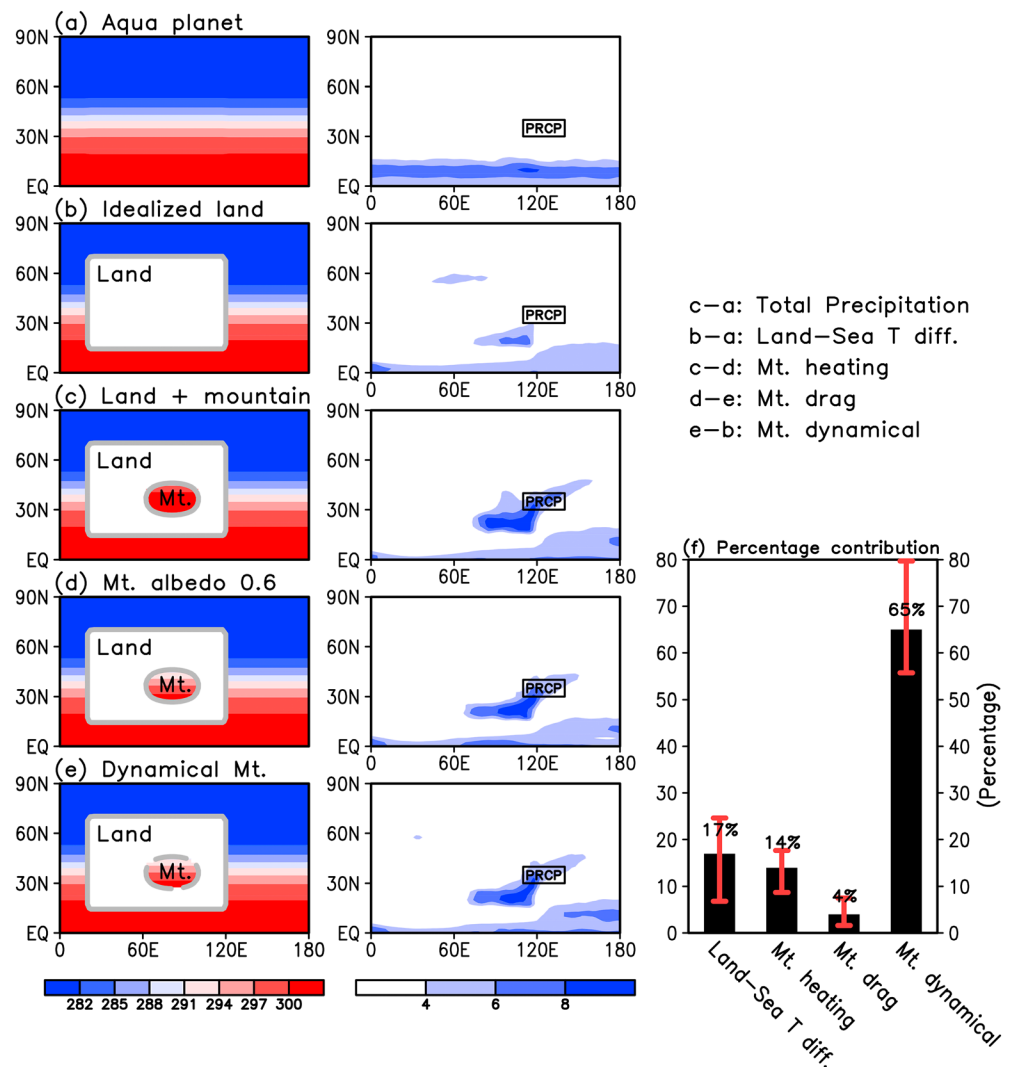 (a) Aqua planet
90N
60N
30N
EQ
90N
60N
30N
EQ
PRCP
0 60E 120E 180
(b) Idealized land
90N
60N
30N
EQ
Land
90N
60N
30N
EQ
PRCP
0 60E 120E 180
(c) Land + mountain
90N
60N
30N
EQ
Land
Mt.
90N
60N
30N
EQ
PRCP
0 60E 120E 180
(d) Mt. albedo 0.6
90N
60N
30N
EQ
Land
Mt.
90N
60N
30N
EQ
PRCP
0 60E 120E 180
(e) Dynamical Mt.
90N
60N
30N
EQ
Land
Mt.
0 60E 120E 180
90N
60N
30N
EQ
PRCP
0 60E 120E 180
282 285 288 291 294 297 300
4 6 8
c-a: Total Precipitation
b-a: Land-Sea T diff.
c-d: Mt. heating
d-e: Mt. drag
e-b: Mt. dynamical
(f) Percentage contribution
80
70
60
50
40
30
20
10
0
17%
14%
4%
65%
80
70
60
50
40
30
20
10
0
(Percentage)
Land-Sea T diff.
Mt. heating
Mt. drag
Mt. dynamical